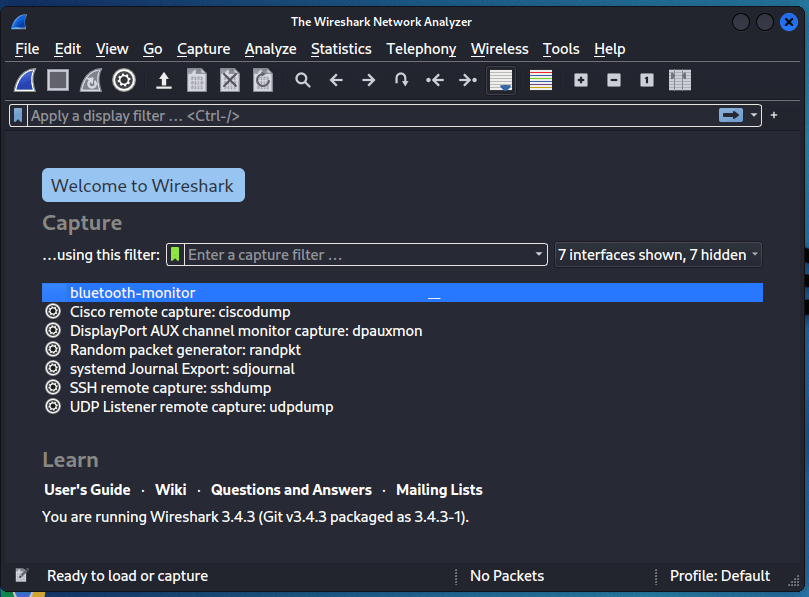 The Wireshark Network Analyzer
File Edit View Go Capture Analyze Statistics Telephony Wireless Tools Help
Apply a display filter … <Ctrl-/>
+
Welcome to Wireshark
Capture
…using this filter: Enter a capture filter … 7 interfaces shown, 7 hidden
bluetooth-monitor
Cisco remote capture: ciscodump
DisplayPort AUX channel monitor capture: dpauxmon
Random packet generator: randpkt
systemd Journal Export: sdjournal
SSH remote capture: sshdump
UDP Listener remote capture: udpdump
Learn
User's Guide · Wiki · Questions and Answers · Mailing Lists
You are running Wireshark 3.4.3 (Git v3.4.3 packaged as 3.4.3-1).
Ready to load or capture No Packets Profile: Default